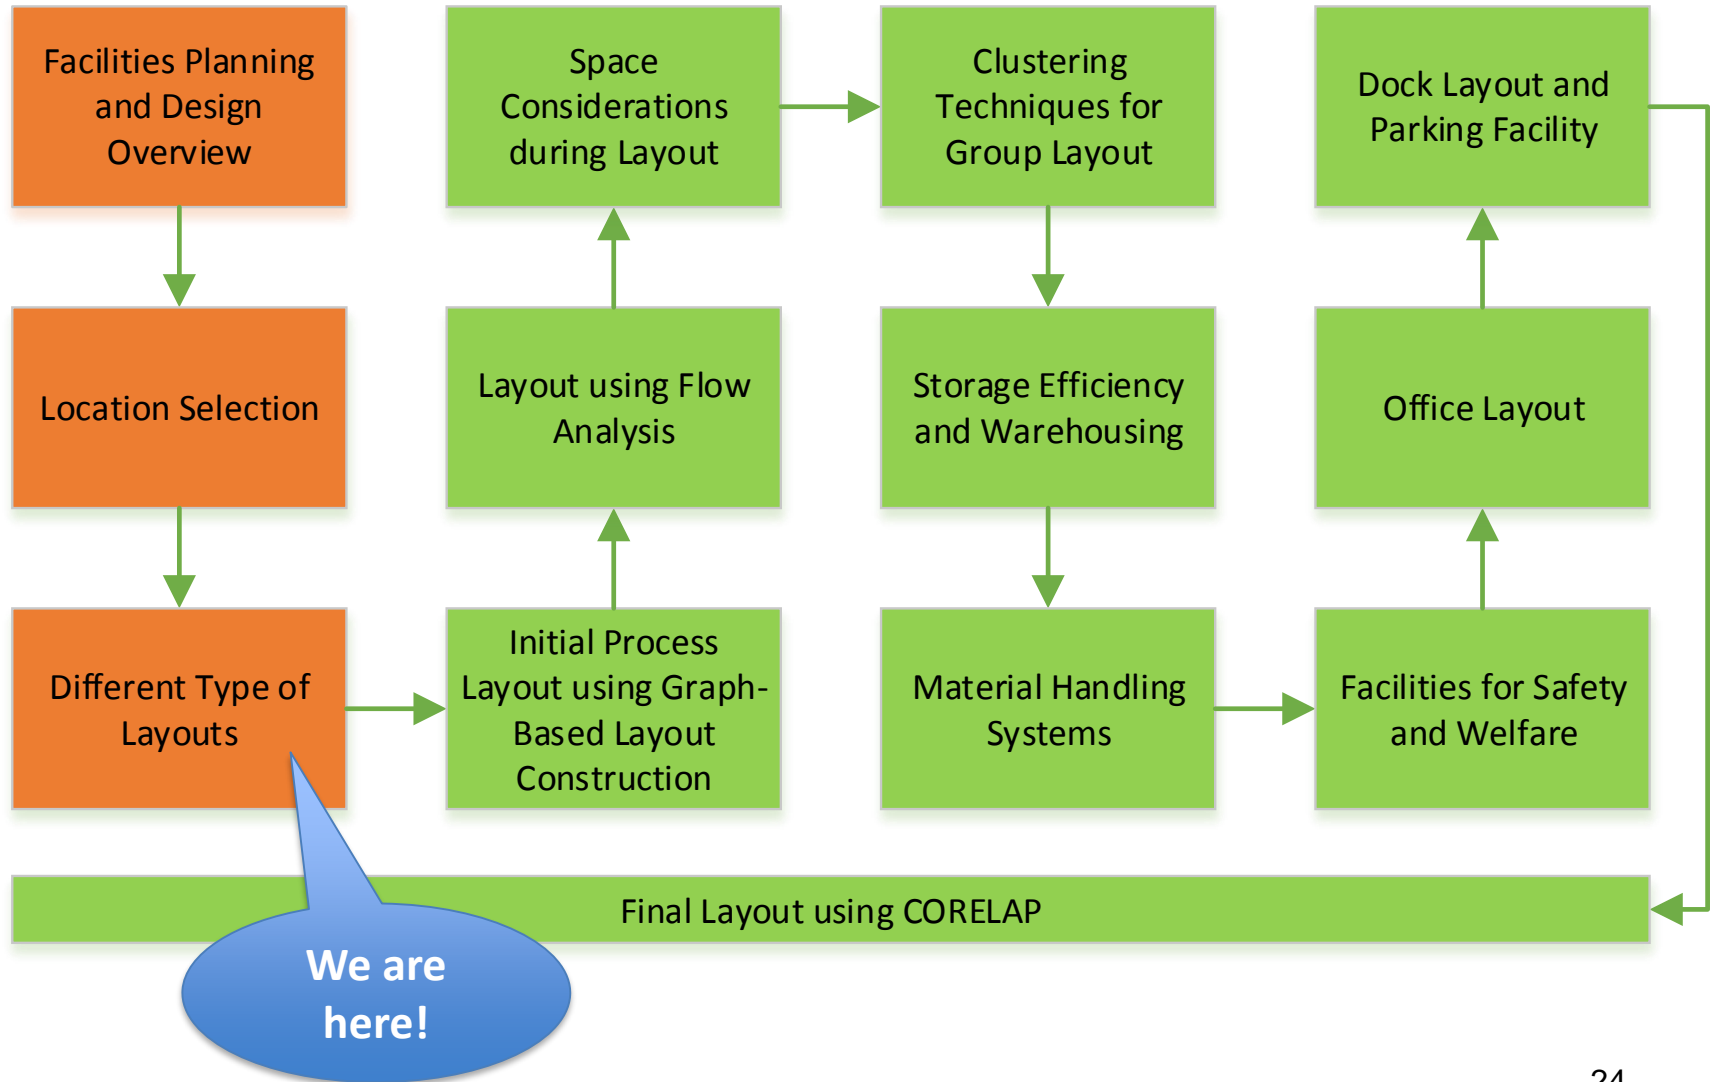 Facilities Planning
and Design
Overview
Location Selection
Different Type of
Layouts
Initial Process
Layout using Graph-
Based Layout
Construction
Layout using Flow
Analysis
Space
Considerations
during Layout
Clustering
Techniques for
Group Layout
Storage Efficiency
and Warehousing
Material Handling
Systems
Facilities for Safety
and Welfare
Office Layout
Dock Layout and
Parking Facility
Final Layout using CORELAP
We are
here!
24